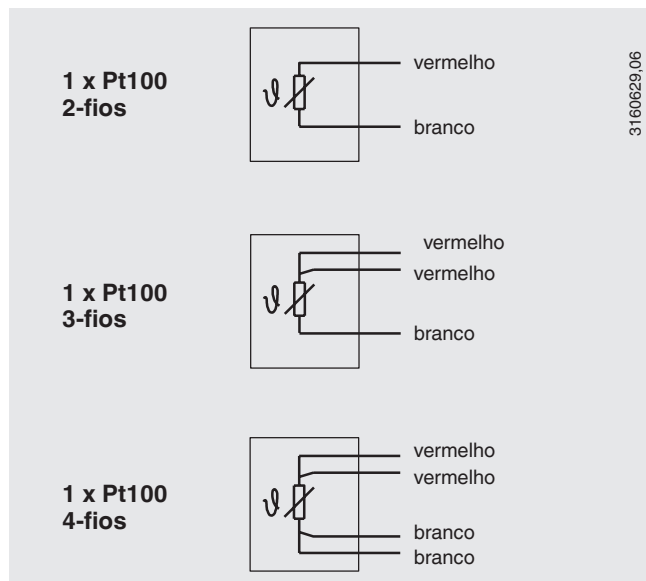 1 x Pt100
2-fios
vermelho
branco
3160629,06
1 x Pt100
3-fios
vermelho
vermelho
branco
1 x Pt100
4-fios
vermelho
vermelho
branco
branco
ϑ
ϑ
ϑ